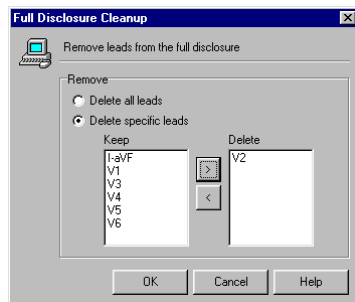 Full Disclosure Cleanup
Remove leads from the full disclosure
Remove
Delete all leads
Delete specific leads
Keep Delete
I-aVF
V1
V3
V4
V5
V6
>
<
V2
OK Cancel Help